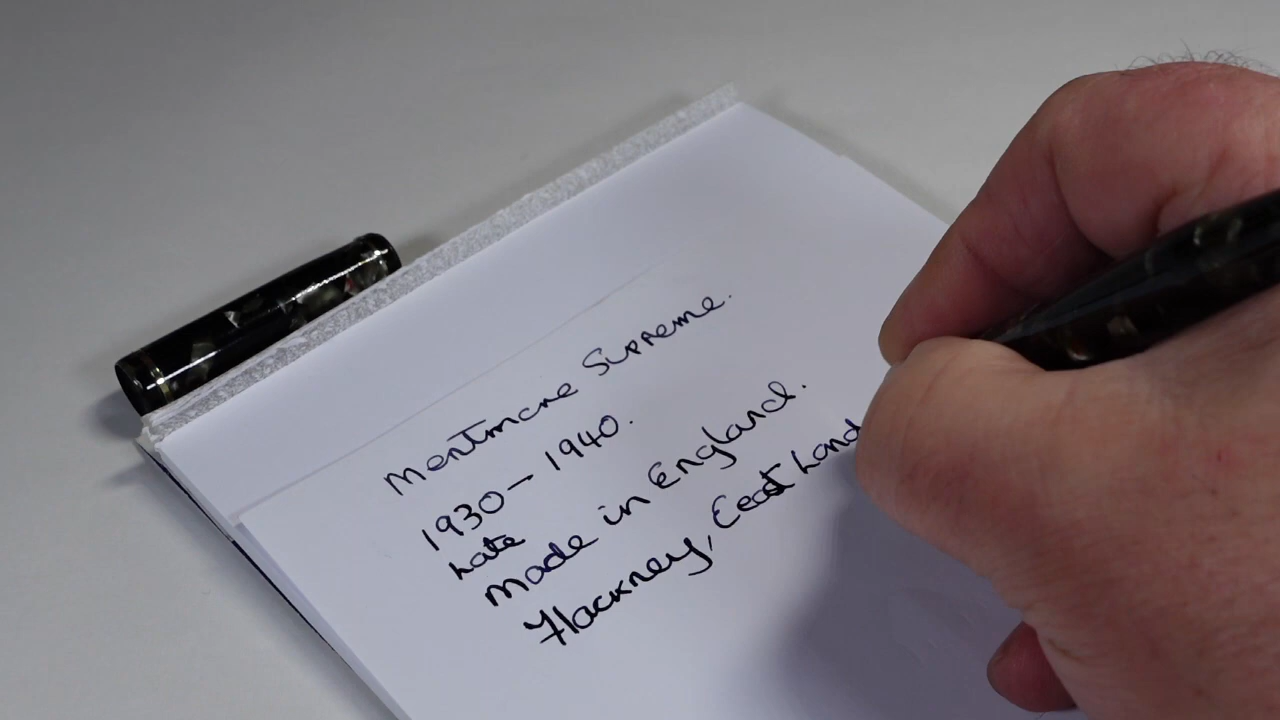 Mentmore Supreme.
1930 - 1940.
Late
Made in England.
Hackney, East Lond